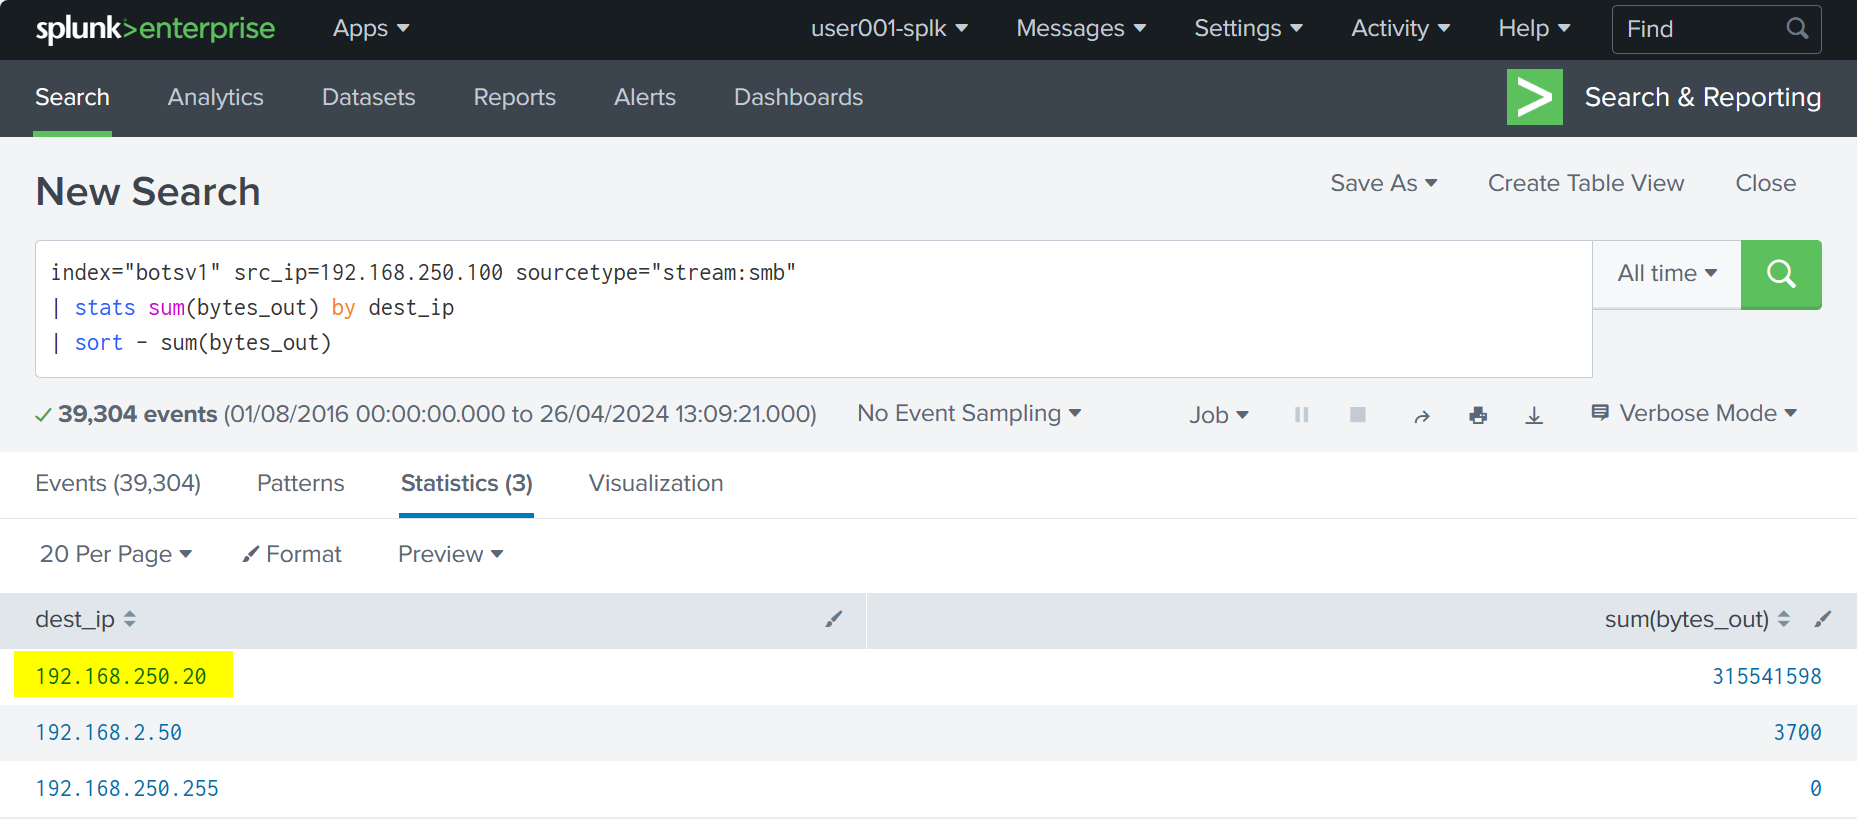 splunk>enterprise Apps user001-splk Messages Settings Activity Help Find
Search Analytics Datasets Reports Alerts Dashboards Search & Reporting
New Search Save As Create Table View Close
index="botsv1" src_ip=192.168.250.100 sourcetype="stream:smb" All time
| stats sum(bytes_out) by dest_ip
| sort - sum(bytes_out)
39,304 events (01/08/2016 00:00:00.000 to 26/04/2024 13:09:21.000) No Event Sampling Job Verbose Mode
Events (39,304) Patterns Statistics (3) Visualization
20 Per Page Format Preview
dest_ip sum(bytes_out)
192.168.250.20 315541598
192.168.2.50 3700
192.168.250.255 0